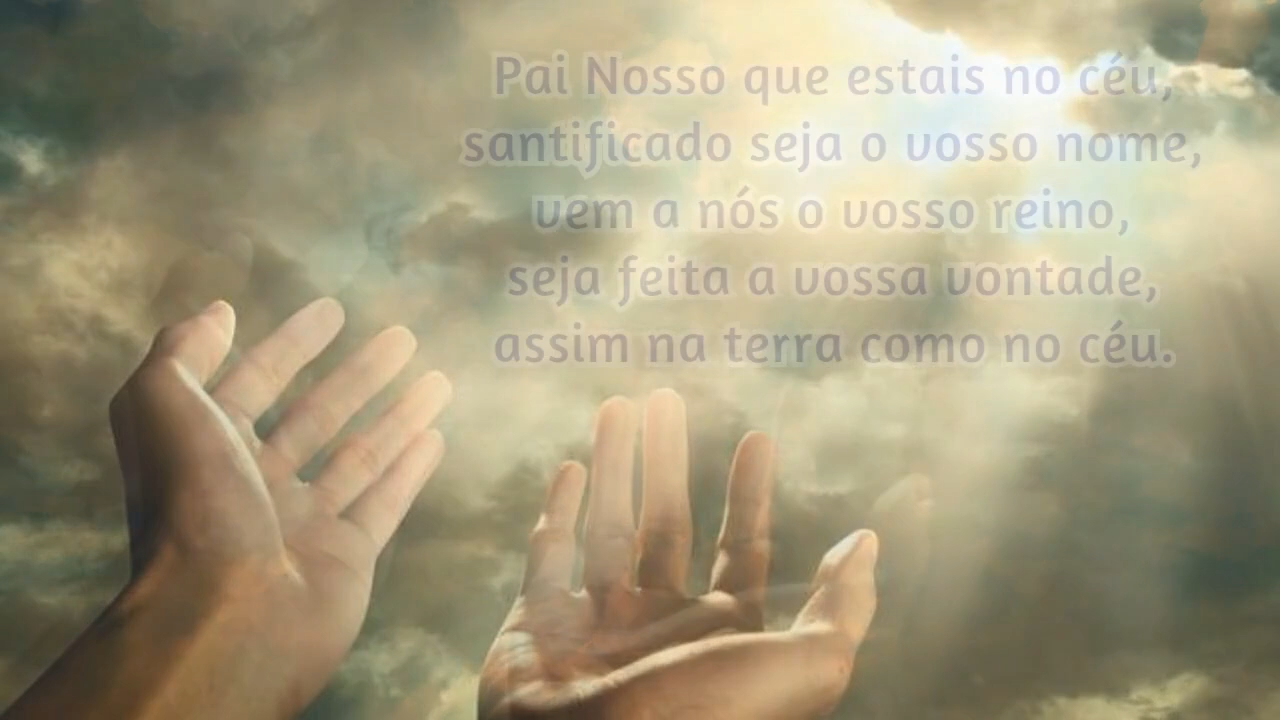 Pai Nosso que estais no céu,
santificado seja o vosso nome,
vem a nós o vosso reino,
seja feita a vossa vontade,
assim na terra como no céu.